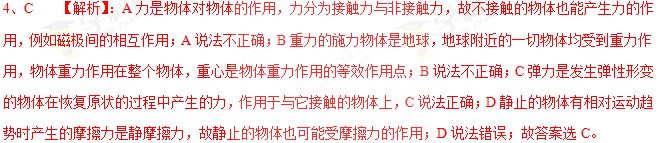 4、C 【解析】：A 力是物体对物体的作用，力分为接触力与非接触力，故不接触的物体也能产生力的作
用，例如磁极间的相互作用；A 说法不正确；B 重力的施力物体是地球，地球附近的一切物体均受到重力作
用，物体重力作用在整个物体，重心是物体重力作用的等效作用点；B 说法不正确；C 弹力是发生弹性形变
的物体在恢复原状的过程中产生的力，作用于与它接触的物体上，C 说法正确；D 静止的物体有相对运动趋
势时产生的摩擦力是静摩擦力，故静止的物体也可能受摩擦力的作用；D 说法错误；故答案选 C。